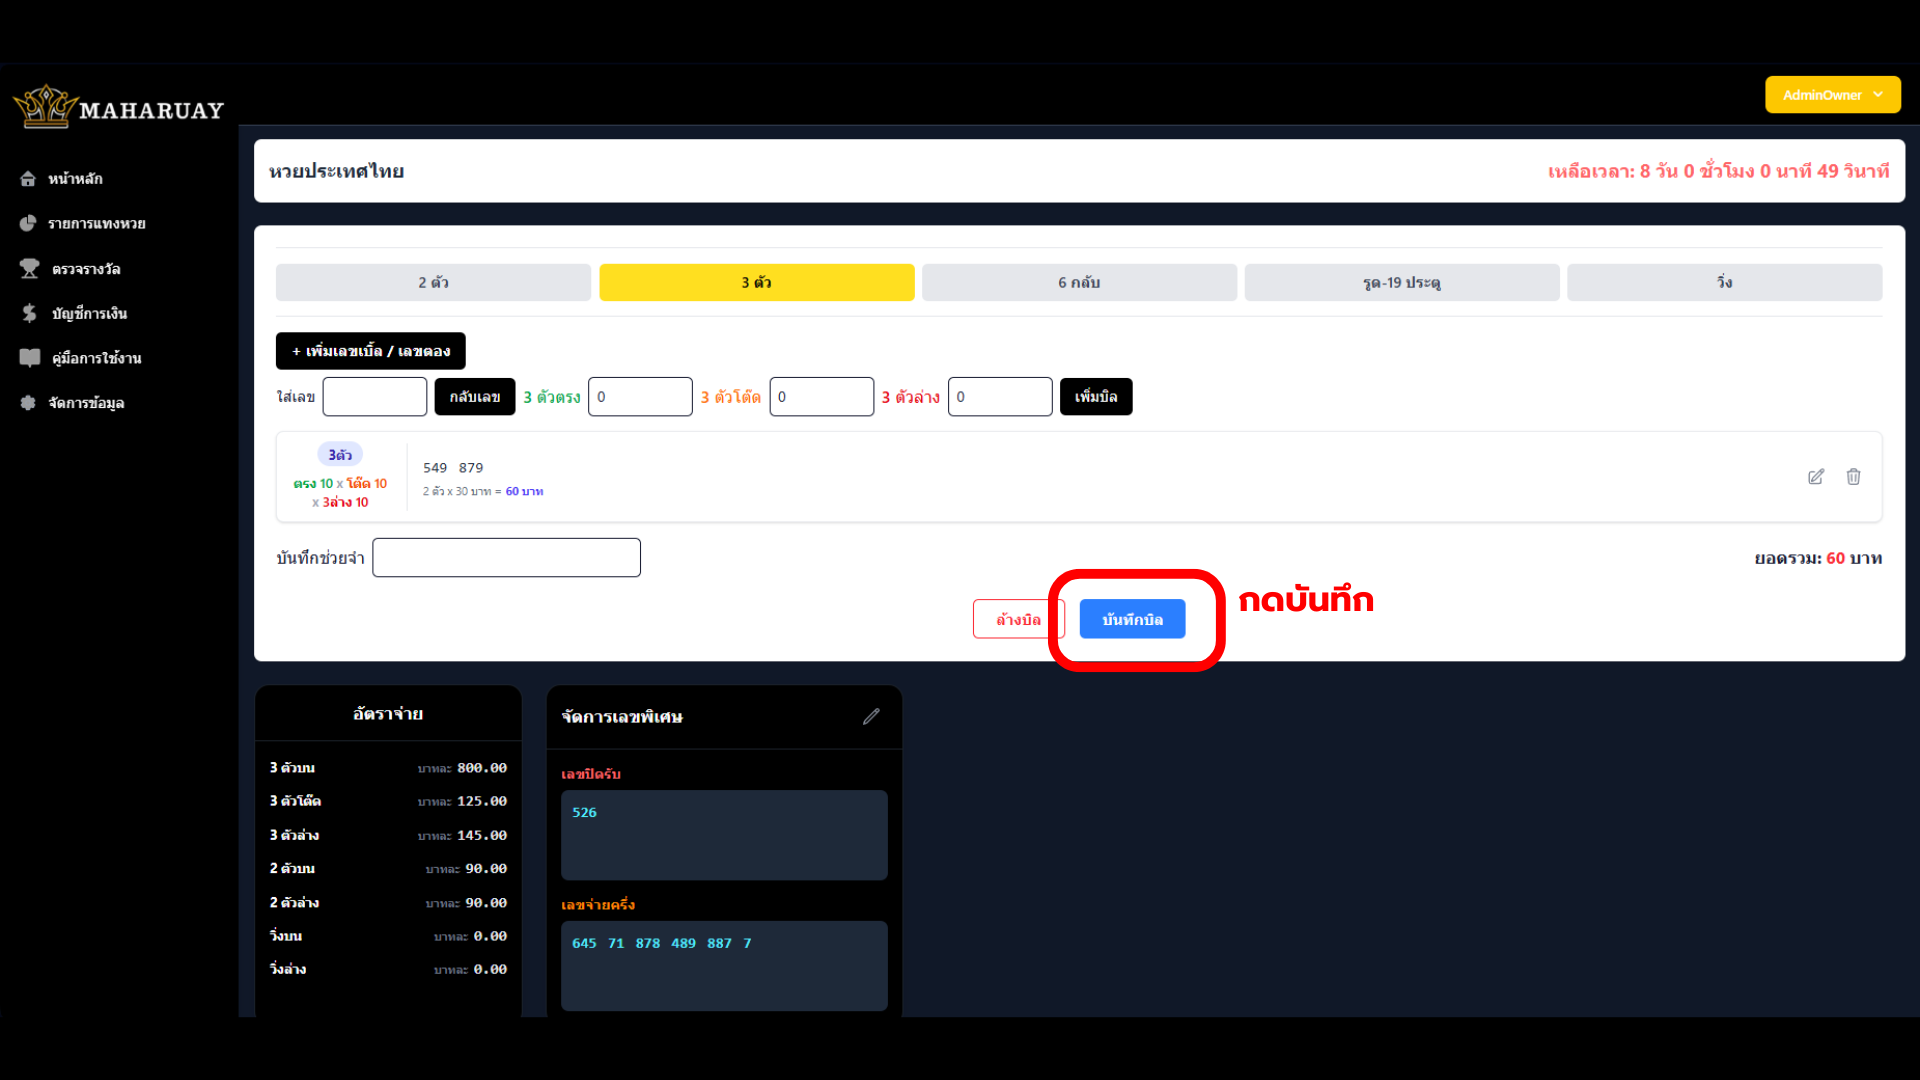 MAHARUAY
AdminOwner
หน้าหลัก
รายการแทงหวย
ตรวจรางวัล
บัญชีการเงิน
คู่มือการใช้งาน
จัดการข้อมูล
หวยประเทศไทย
เหลือเวลา: 8 วัน 0 ชั่วโมง 0 นาที 49 วินาที
2 ตัว
3 ตัว
6 กลับ
รูด-19 ประตู
วิ่ง
+ เพิ่มเลขเบิ้ล / เลขตอง
ใส่เลข กลับเลข 3 ตัวตรง 0 3 ตัวโต๊ด 0 3 ตัวล่าง 0 เพิ่มบิล
3ตัว
ตรง 10 x โต๊ด 10
x 3ล่าง 10
549 879
2 ตัว x 30 บาท = 60 บาท
บันทึกช่วยจำ
ยอดรวม: 60 บาท
ล้างบิล
บันทึกบิล
กดบันทึก
อัตราจ่าย
3 ตัวบน บาทละ 800.00
3 ตัวโต๊ด บาทละ 125.00
3 ตัวล่าง บาทละ 145.00
2 ตัวบน บาทละ 90.00
2 ตัวล่าง บาทละ 90.00
วิ่งบน บาทละ 0.00
วิ่งล่าง บาทละ 0.00
จัดการเลขพิเศษ
เลขปิดรับ
526
เลขจ่ายครึ่ง
645 71 878 489 887 7